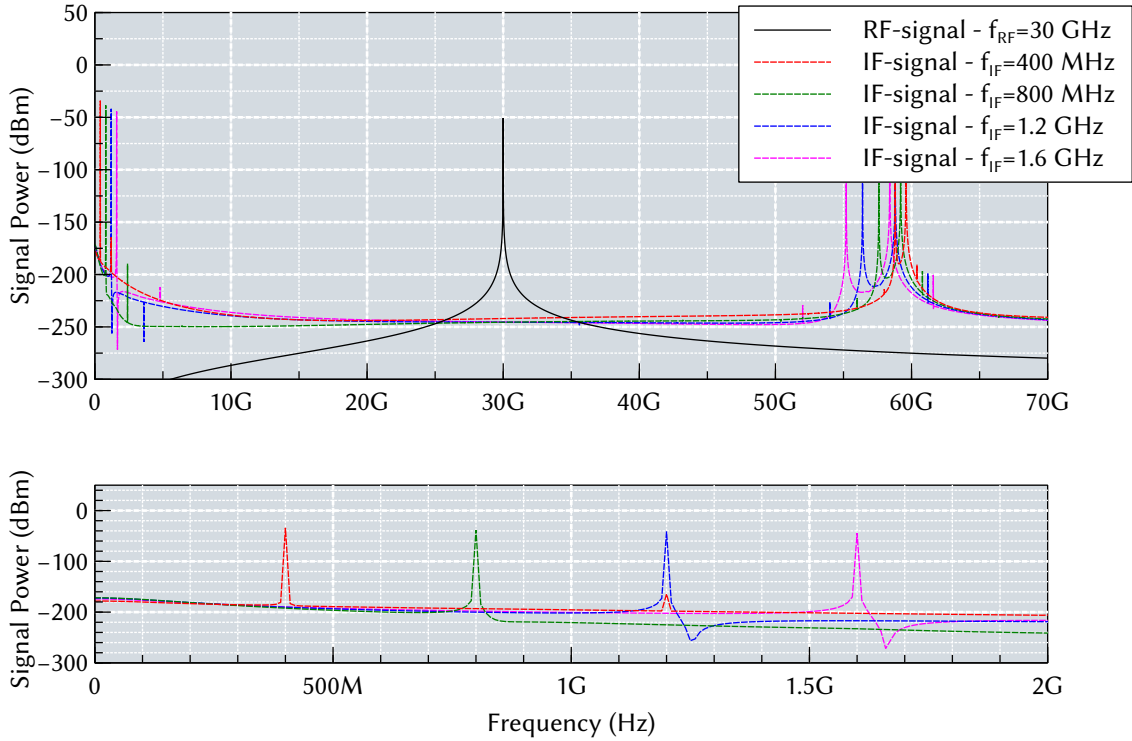 50
0
−50
−100
−150
−200
−250
−300
Signal Power (dBm)
0
10G
20G
30G
40G
50G
60G
70G
RF-signal - fRF=30 GHz
IF-signal - fIF=400 MHz
IF-signal - fIF=800 MHz
IF-signal - fIF=1.2 GHz
IF-signal - fIF=1.6 GHz
0
−100
−200
−300
Signal Power (dBm)
0
500M
1G
1.5G
2G
Frequency (Hz)